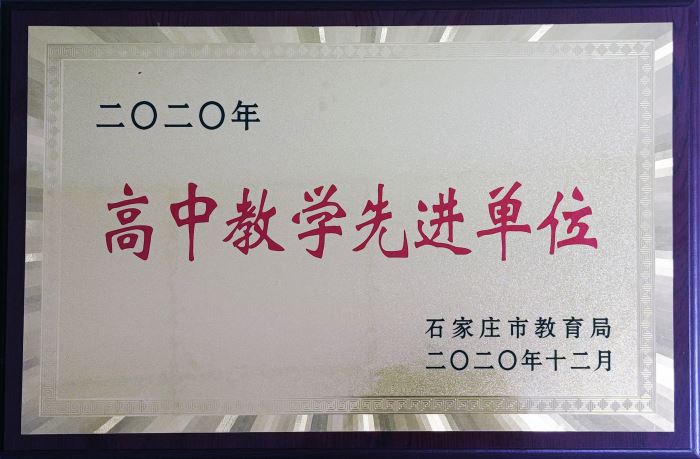 二〇二〇年
高中教学先进单位
石家庄市教育局
二〇二〇年十二月